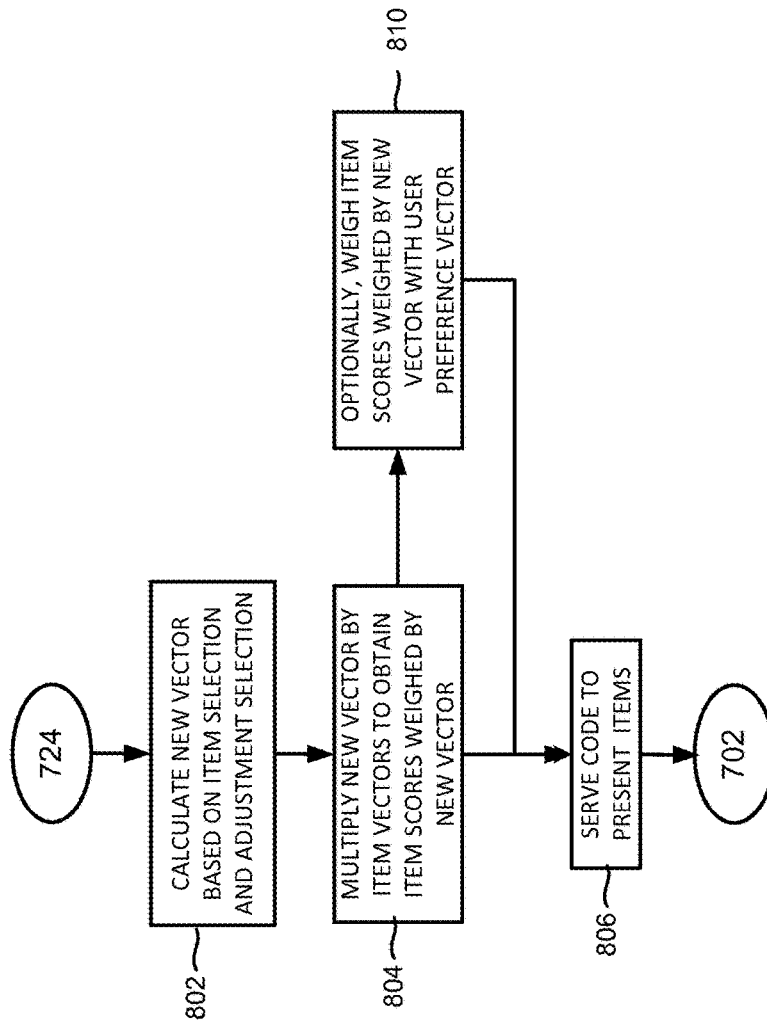 724
CALCULATE NEW VECTOR
BASED ON ITEM SELECTION
AND ADJUSTMENT SELECTION
802
MULTIPLY NEW VECTOR BY
ITEM VECTORS TO OBTAIN
ITEM SCORES WEIGHED BY
NEW VECTOR
804
OPTIONALLY, WEIGH ITEM
SCORES WEIGHED BY NEW
VECTOR WITH USER
PREFERENCE VECTOR
810
SERVE CODE TO
PRESENT ITEMS
806
702